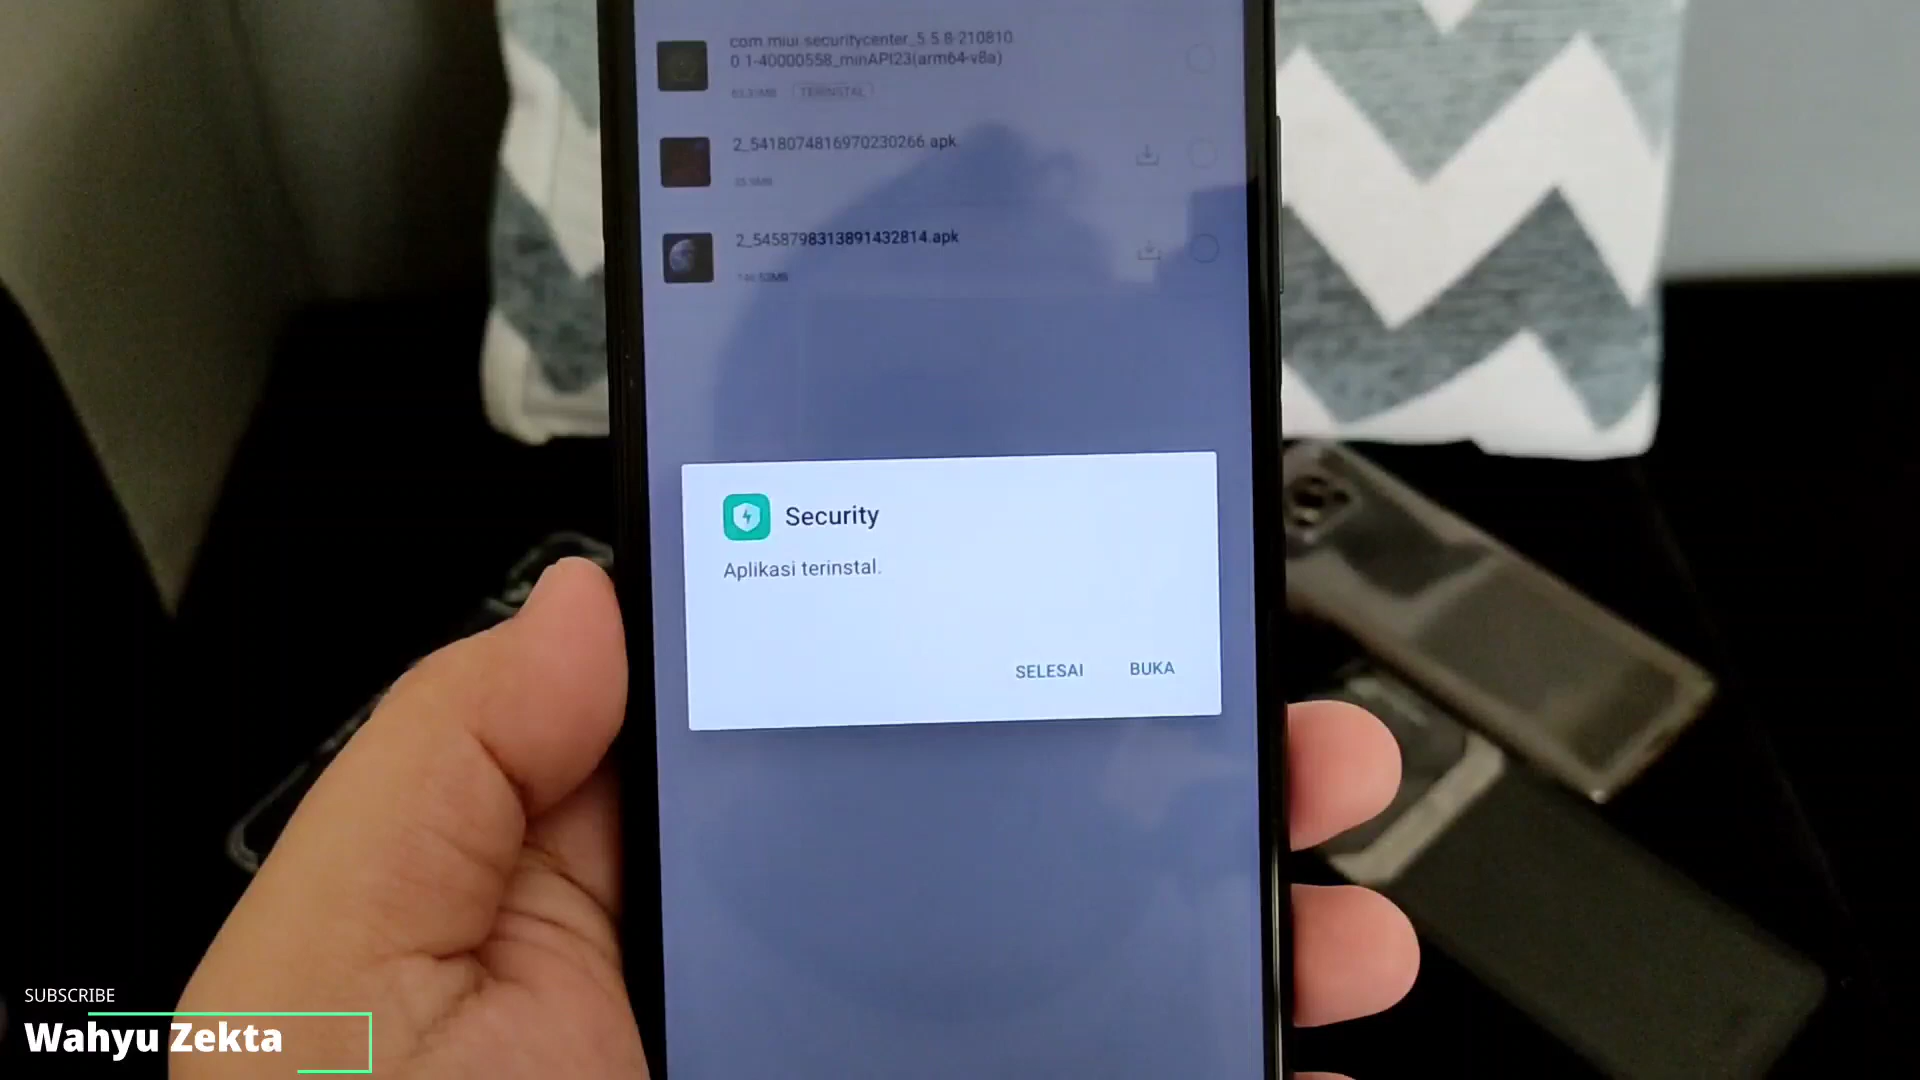 com.miui.securitycenter_5.5.8-210810
0.1-40000558_minAPI23(arm64-v8a)
TERINSTAL
2_5418074816970230266.apk
2_5458798313891432814.apk
Security
Aplikasi terinstal.
SELESAI
BUKA
SUBSCRIBE
Wahyu Zekta